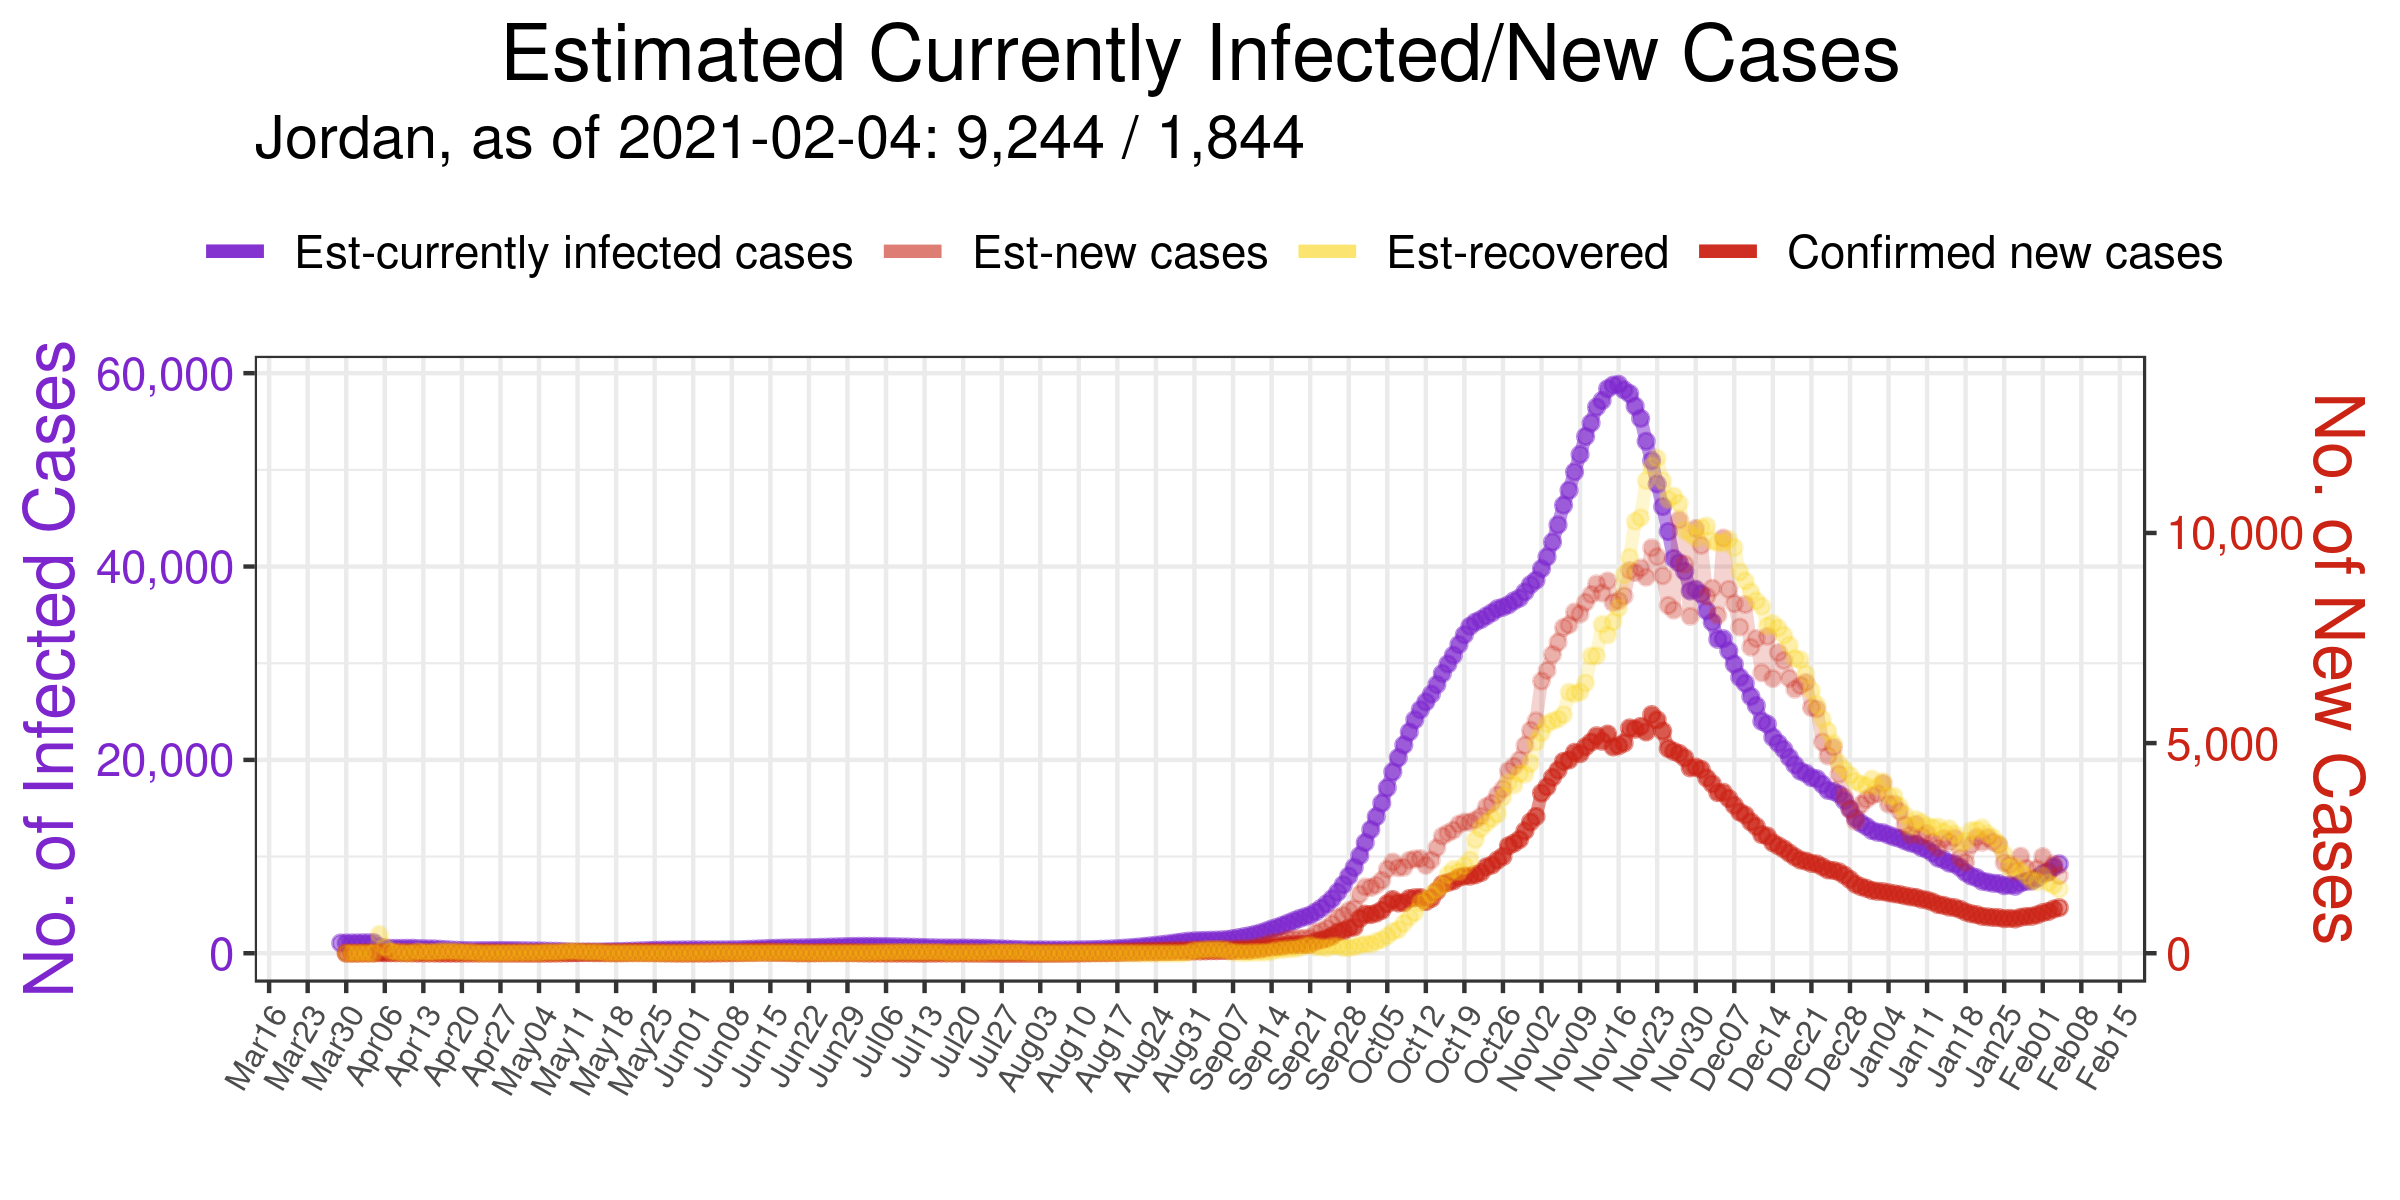 Estimated Currently Infected/New Cases
Jordan, as of 2021-02-04: 9,244 / 1,844
Est-currently infected cases Est-new cases Est-recovered Confirmed new cases
No. of Infected Cases
60,000
40,000
20,000
0
10,000
5,000
0
No. of New Cases
Mar16 Mar23 Mar30 Apr06 Apr13 Apr20 Apr27 May04 May11 May18 May25 Jun01 Jun08 Jun15 Jun22 Jun29 Jul06 Jul13 Jul20 Jul27 Aug03 Aug10 Aug17 Aug24 Aug31 Sep07 Sep14 Sep21 Sep28 Oct05 Oct12 Oct19 Oct26 Nov02 Nov09 Nov16 Nov23 Nov30 Dec07 Dec14 Dec21 Dec28 Jan04 Jan11 Jan18 Jan25 Feb01 Feb08 Feb15